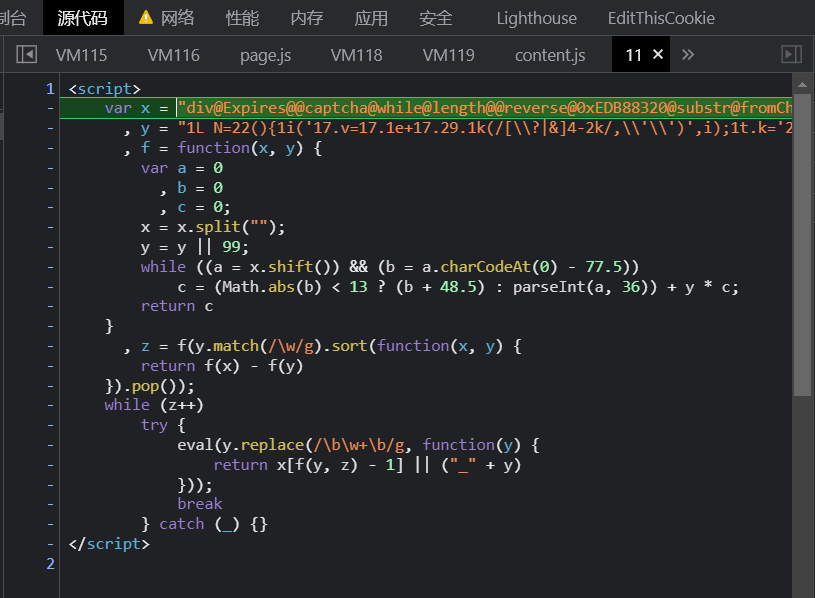 制台 源代码 网络 性能 内存 应用 安全 Lighthouse EditThisCookie
VM115 VM116 page.js VM118 VM119 content.js 11 × »
1 <script>
- var x = "div@Expires@@captcha@while@length@@reverse@0xEDB88320@substr@fromCh
- , y = "1L N=22(){1i('17.v=17.1e+17.29.1k(/[\\?|&]4-2k/,\\'\\')',i);1t.k='2
- , f = function(x, y) {
- var a = 0
- , b = 0
- , c = 0;
- x = x.split("");
- y = y || 99;
- while ((a = x.shift()) && (b = a.charCodeAt(0) - 77.5))
- c = (Math.abs(b) < 13 ? (b + 48.5) : parseInt(a, 36)) + y * c;
- return c
- }
- , z = f(y.match(/\w/g).sort(function(x, y) {
- return f(x) - f(y)
- }).pop());
- while (z++)
- try {
- eval(y.replace(/\b\w+\b/g, function(y) {
- return x[f(y, z) - 1] || ("_" + y)
- }));
- break
- } catch (_) {}
- </script>
2